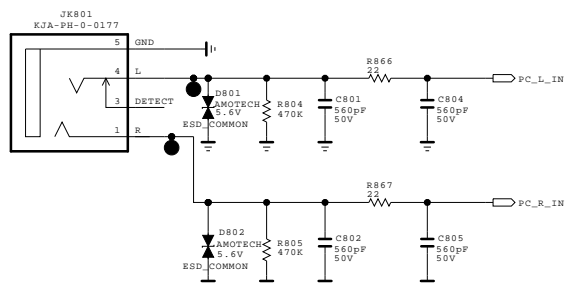 JK801
KJA-PH-0-0177
5 GND
4 L
3 DETECT
1 R
D801
AMOTECH
5.6V
ESD_COMMON
R804
470K
C801
560pF
50V
R866
22
C804
560pF
50V
PC_L_IN
D802
AMOTECH
5.6V
ESD_COMMON
R805
470K
C802
560pF
50V
R867
22
C805
560pF
50V
PC_R_IN